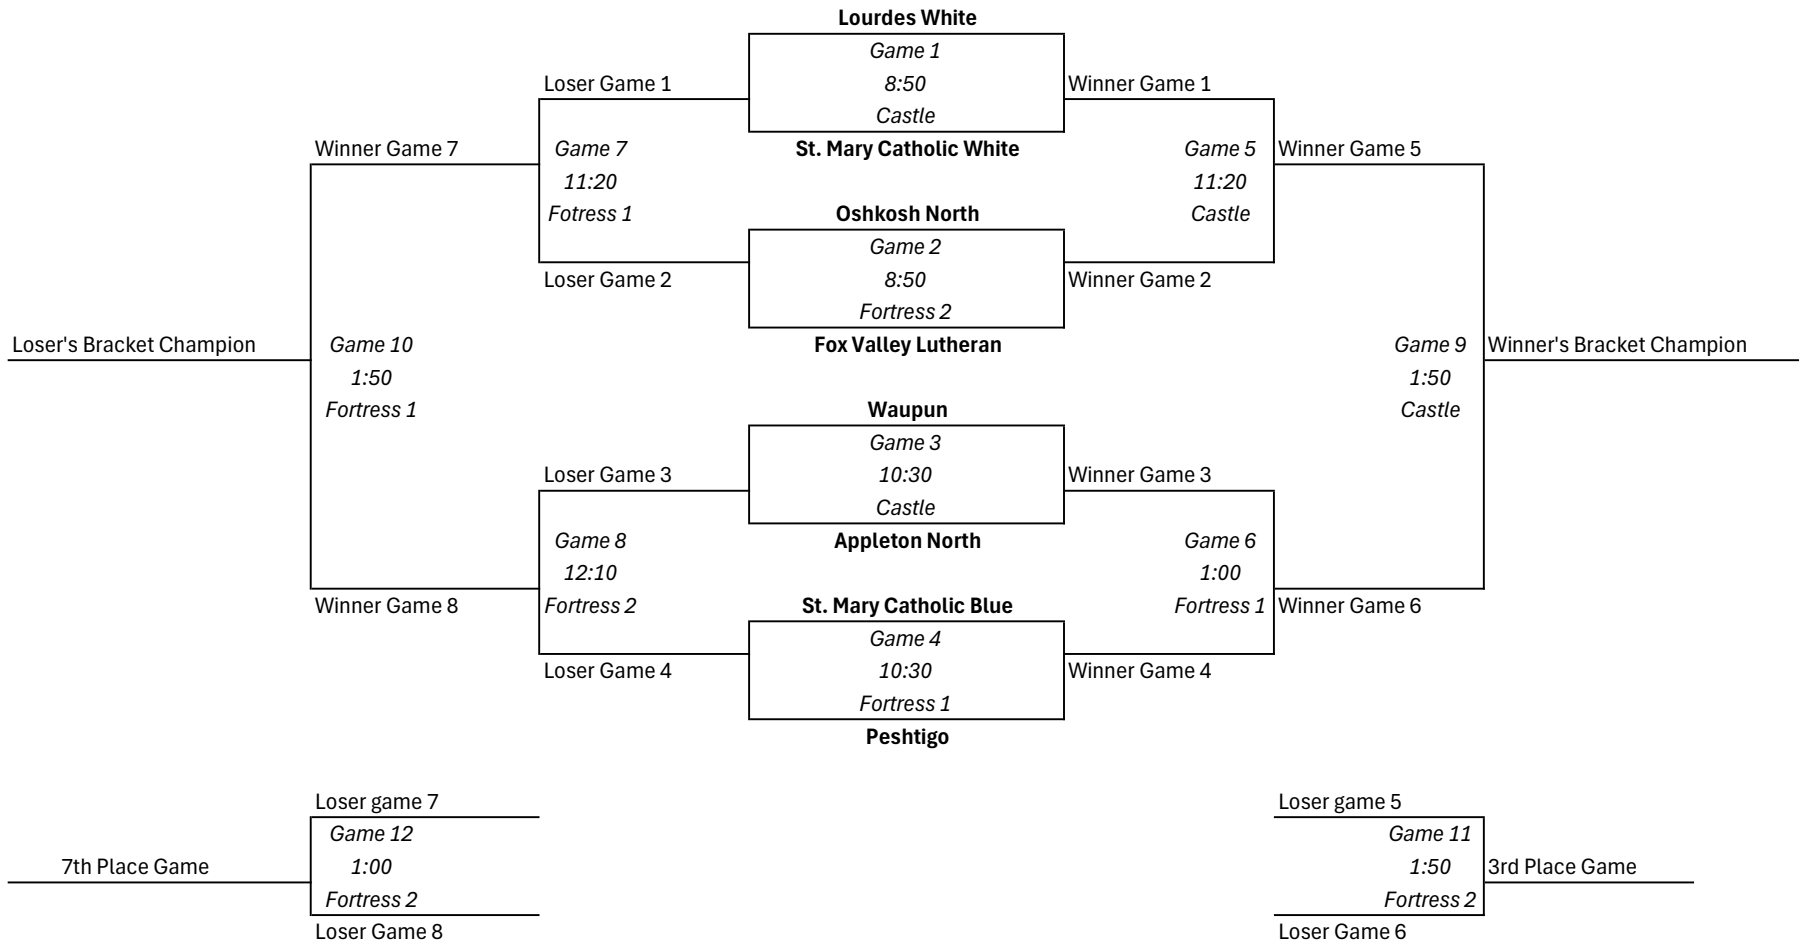 Lourdes White
Game 1
Loser Game 1
8:50
Winner Game 1
Castle
Winner Game 7
Game 7
St. Mary Catholic White
Game 5
Winner Game 5
11:20
11:20
Fotress 1
Oshkosh North
Castle
Game 2
Loser Game 2
8:50
Winner Game 2
Fortress 2
Loser's Bracket Champion
Game 10
Fox Valley Lutheran
Game 9
Winner's Bracket Champion
1:50
1:50
Fortress 1
Waupun
Castle
Game 3
Loser Game 3
10:30
Winner Game 3
Castle
Game 8
Appleton North
Game 6
12:10
1:00
Winner Game 8
Fortress 2
St. Mary Catholic Blue
Fortress 1
Winner Game 6
Game 4
Loser Game 4
10:30
Winner Game 4
Fortress 1
Peshtigo
Loser game 7
Loser game 5
Game 12
Game 11
7th Place Game
1:00
1:50
3rd Place Game
Fortress 2
Fortress 2
Loser Game 8
Loser Game 6